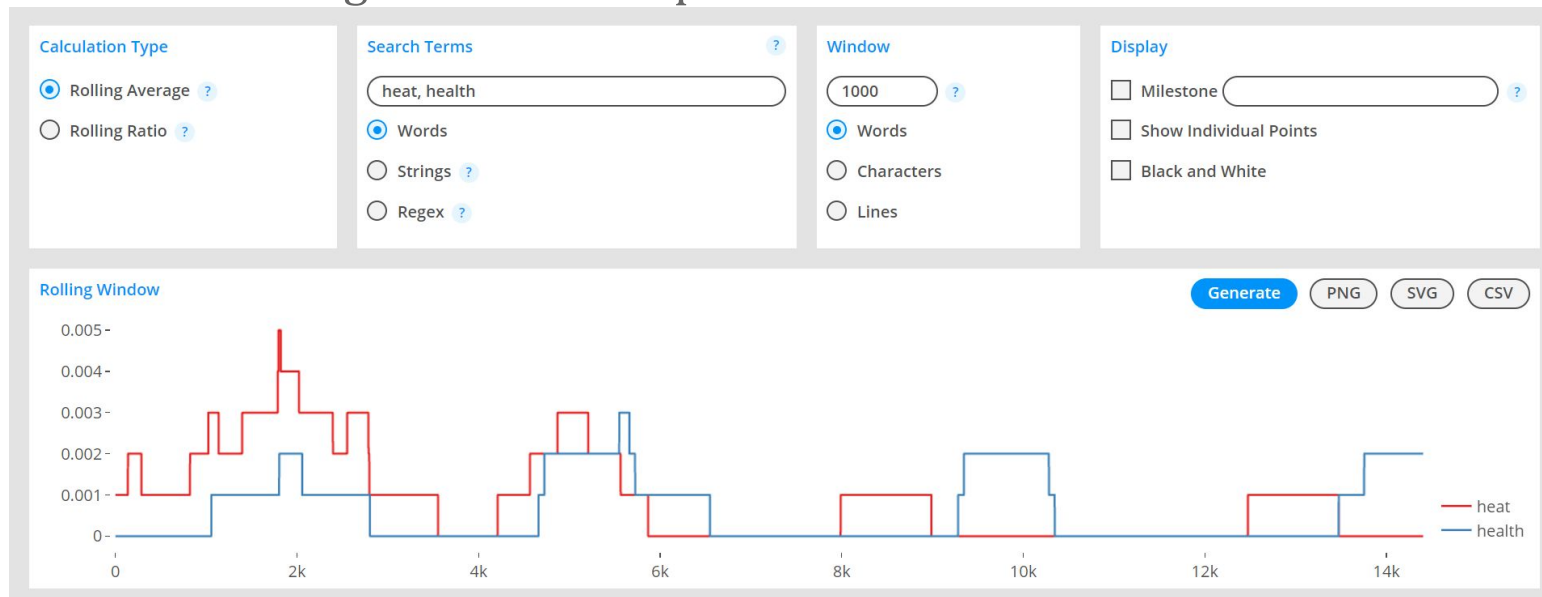 Calculation Type
Rolling Average ?
Rolling Ratio ?
Search Terms ?
heat, health
Words
Strings ?
Regex ?
Window
1000 ?
Words
Characters
Lines
Display
Milestone ?
Show Individual Points
Black and White
Rolling Window
Generate PNG SVG CSV
0.005
0.004
0.003
0.002
0.001
0
0 2k 4k 6k 8k 10k 12k 14k
heat
health